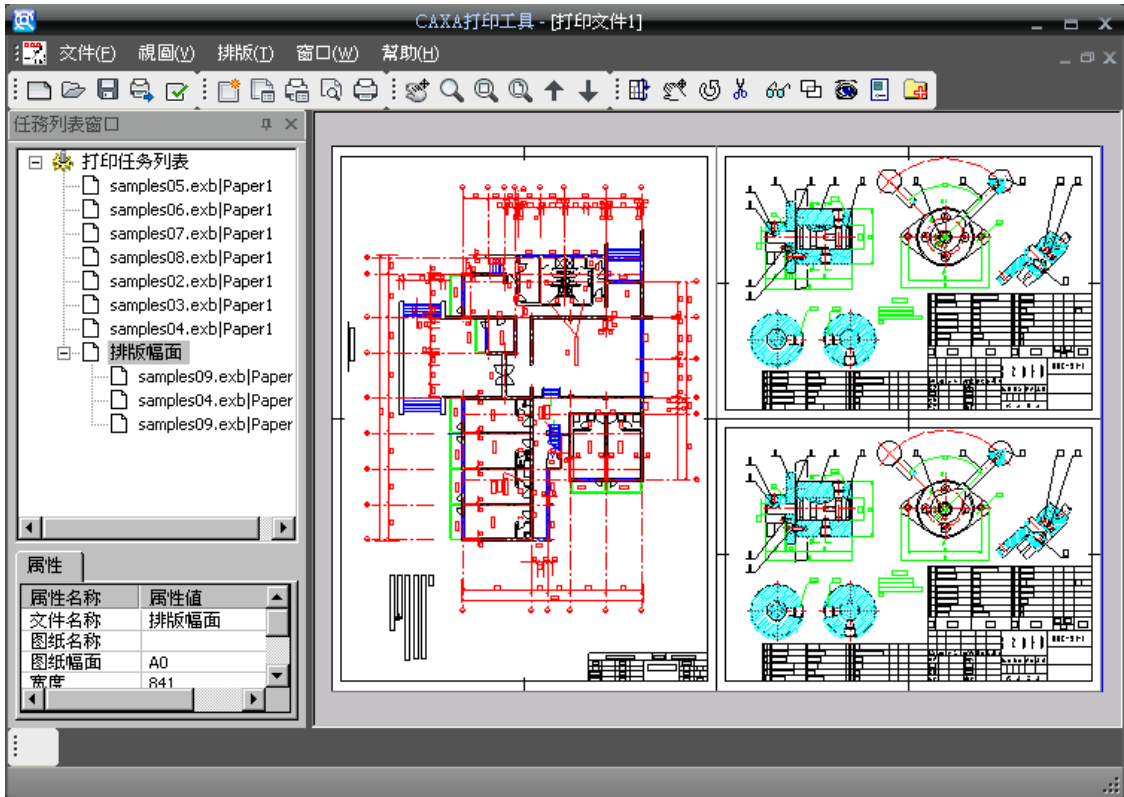 CAXA打印工具 - [打印文件1]
文件(F) 視圖(V) 排版(T) 窗口(W) 幫助(H)
任務列表窗口
打印任务列表
samples05.exb|Paper1
samples06.exb|Paper1
samples07.exb|Paper1
samples08.exb|Paper1
samples02.exb|Paper1
samples03.exb|Paper1
samples04.exb|Paper1
排版幅面
samples09.exb|Paper
samples04.exb|Paper
samples09.exb|Paper
属性
属性名称 属性値
文件名称 排版幅面
图纸名称
图纸幅面 A0
宽度 841